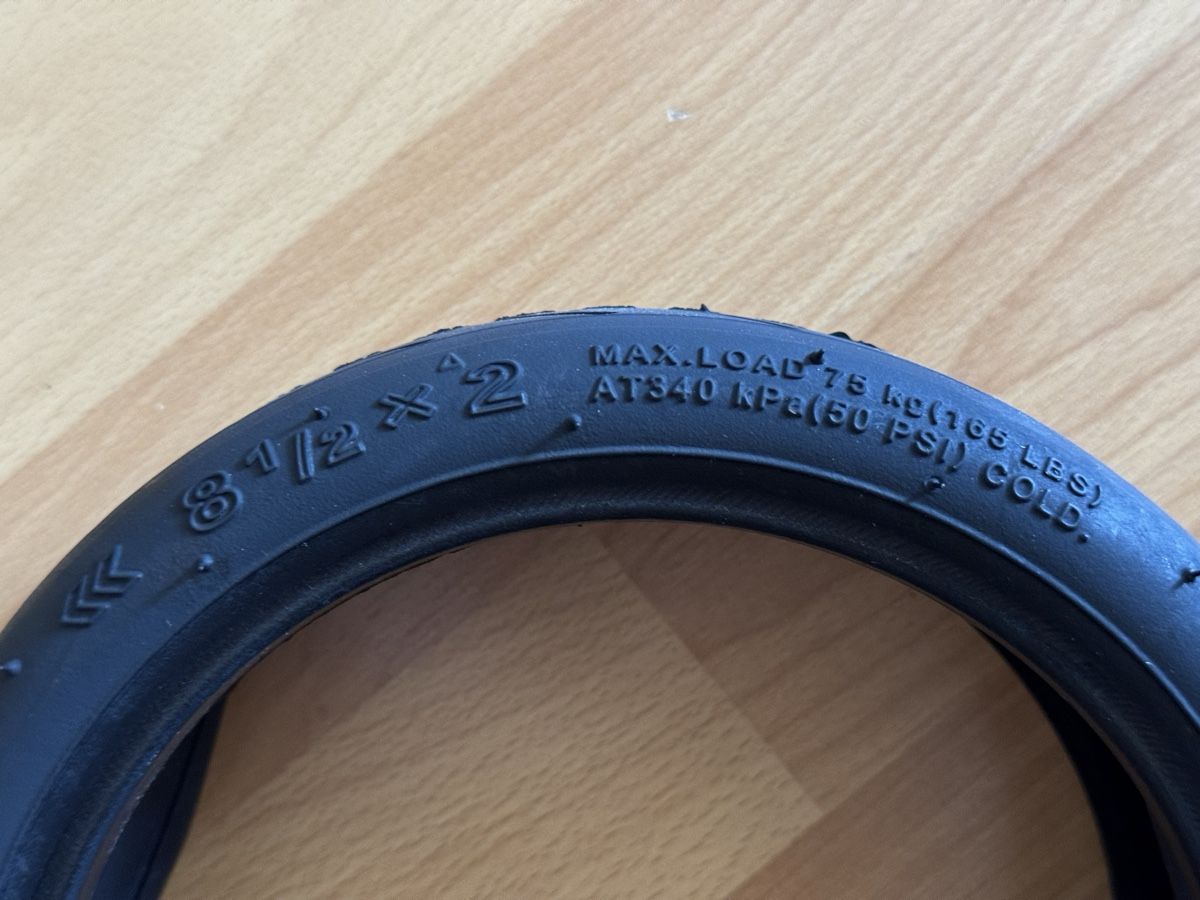 8 1/2 x 2
MAX.LOAD 75 kg(165 LBS)
AT340 kPa(50 PSI) COLD.